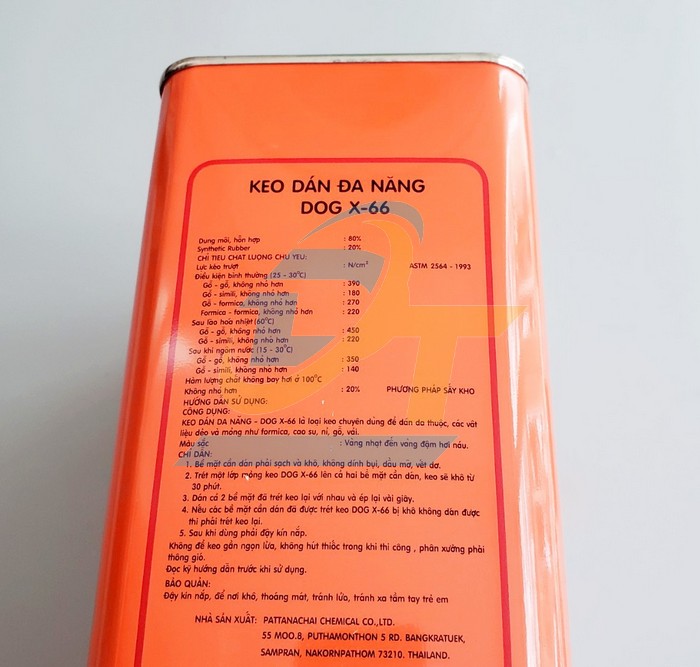 KEO DÁN ĐA NĂNG
DOG X-66
Dung môi, hỗn hợp : 80%
Synthetic Rubber : 20%
CHỈ TIÊU CHẤT LƯỢNG CHỦ YẾU:
Lực kéo trượt : N/cm² ASTM 2564 - 1993
Điều kiện bình thường (25 - 30°C)
Gỗ - gỗ, không nhỏ hơn : 390
Gỗ - simili, không nhỏ hơn : 180
Gỗ - formica, không nhỏ hơn : 270
Formica - formica, không nhỏ hơn : 220
Sau lão hoá nhiệt (60°C)
Gỗ - gỗ, không nhỏ hơn : 450
Gỗ - simili, không nhỏ hơn : 220
Sau khi ngâm nước (15 - 30°C)
Gỗ - gỗ, không nhỏ hơn : 350
Gỗ - simili, không nhỏ hơn : 140
Hàm lượng chất không bay hơi ở 100°C
Không nhỏ hơn : 20% PHƯƠNG PHÁP SẤY KHÔ
HƯỚNG DẪN SỬ DỤNG:
CÔNG DỤNG:
KEO DÁN ĐA NĂNG - DOG X-66 là loại keo chuyên dùng để dán da thuộc, các vật
liệu dẻo và mỏng như formica, cao su, nỉ, gỗ, vải.
Màu sắc : Vàng nhạt đến vàng đậm hơi nâu.
CHỈ DẪN:
1. Bề mặt cần dán phải sạch và khô, không dính bụi, dầu mỡ, vẹt da.
2. Trét một lớp mỏng keo DOG X-66 lên cả hai bề mặt cần dán, keo sẽ khô từ
30 phút.
3. Dán cả 2 bề mặt đã trét keo lại với nhau và ép lại vài giây.
4. Nếu các bề mặt cần dán đã được trét keo DOG X-66 bị khô không dán được
thì phải trét keo lại.
5. Sau khi dùng phải đậy kín nắp.
Không để keo gần ngọn lửa, không hút thuốc trong khi thi công , phân xưởng phải
thông gió.
Đọc kỹ hướng dẫn trước khi sử dụng.
BẢO QUẢN:
Đậy kín nắp, để nơi khô, thoáng mát, tránh lửa, tránh xa tầm tay trẻ em
NHÀ SẢN XUẤT: PATTANACHAI CHEMICAL CO.,LTD.
55 MOO.8, PUTHAMONTHON 5 RD. BANGKRATUEK,
SAMPRAN, NAKORNPATHOM 73210. THAILAND.